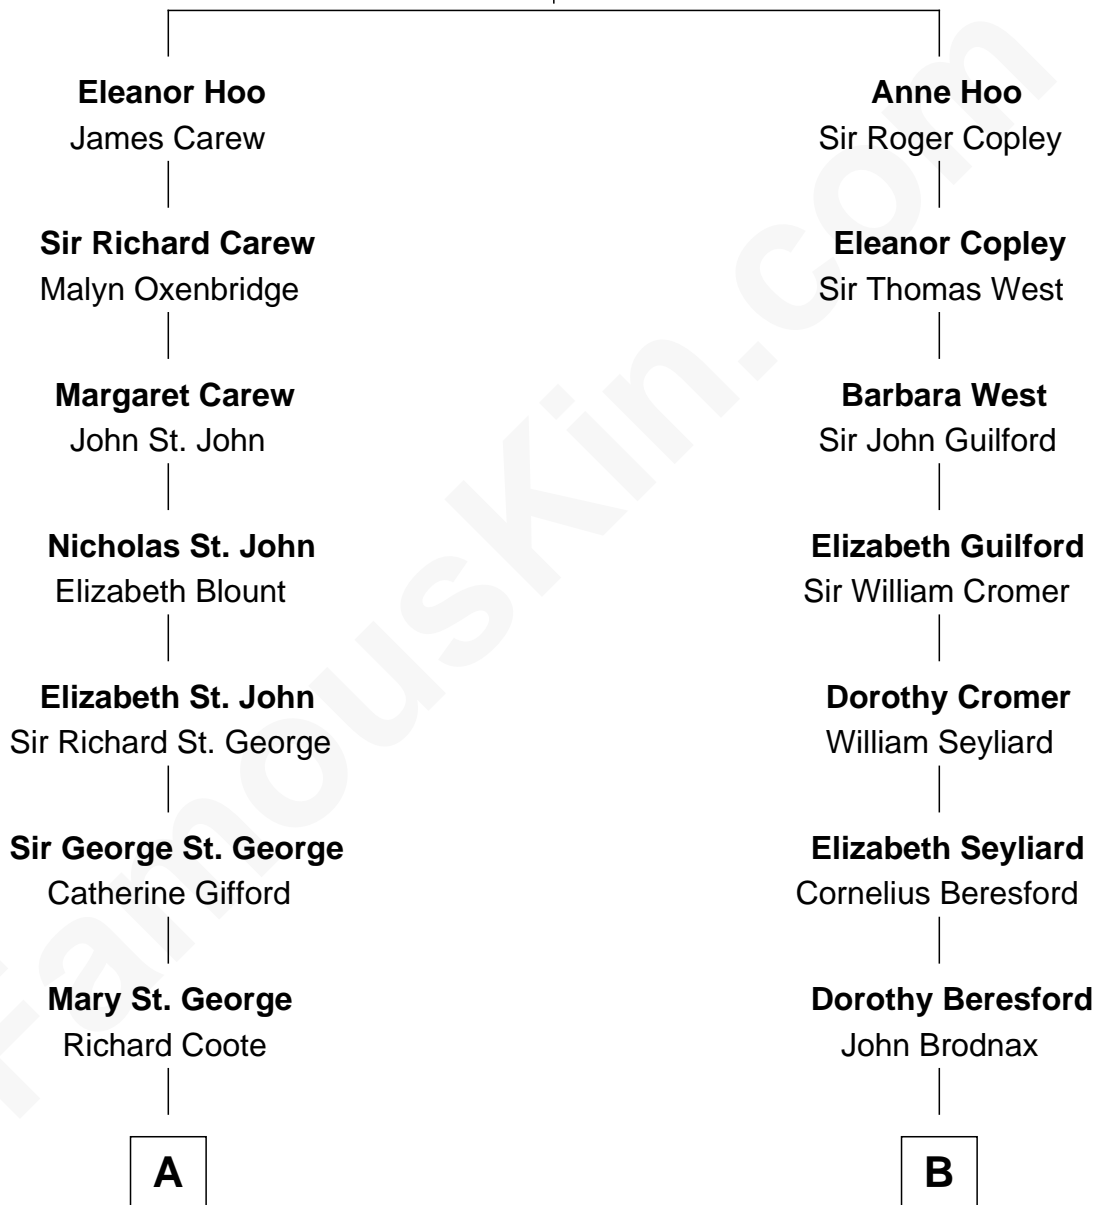 Eleanor Hoo
James Carew
Anne Hoo
Sir Roger Copley
Sir Richard Carew
Malyn Oxenbridge
Eleanor Copley
Sir Thomas West
Margaret Carew
John St. John
Barbara West
Sir John Guilford
Nicholas St. John
Elizabeth Blount
Elizabeth Guilford
Sir William Cromer
Elizabeth St. John
Sir Richard St. George
Dorothy Cromer
William Seyliard
Sir George St. George
Catherine Gifford
Elizabeth Seyliard
Cornelius Beresford
Mary St. George
Richard Coote
Dorothy Beresford
John Brodnax
A
B
FamousKin.com